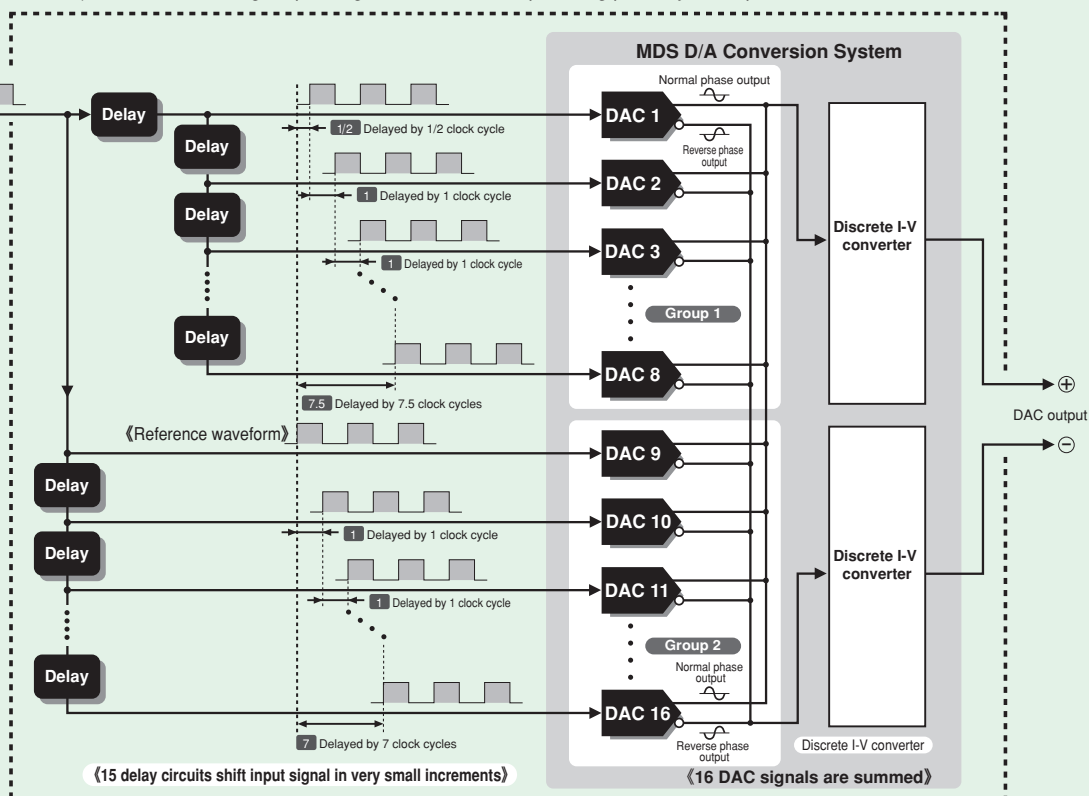 MDS D/A Conversion System
Normal phase output
Delay
DAC 1
1/2 Delayed by 1/2 clock cycle
Reverse phase
output
Delay
DAC 2
1 Delayed by 1 clock cycle
Delay
DAC 3
Discrete I-V
converter
1 Delayed by 1 clock cycle
Group 1
Delay
DAC 8
7.5 Delayed by 7.5 clock cycles
DAC output
《Reference waveform》
DAC 9
Delay
DAC 10
1 Delayed by 1 clock cycle
Delay
Discrete I-V
converter
DAC 11
1 Delayed by 1 clock cycle
Group 2
Delay
Normal phase
output
DAC 16
7 Delayed by 7 clock cycles
Reverse phase
output
Discrete I-V converter
《15 delay circuits shift input signal in very small increments》
《16 DAC signals are summed》